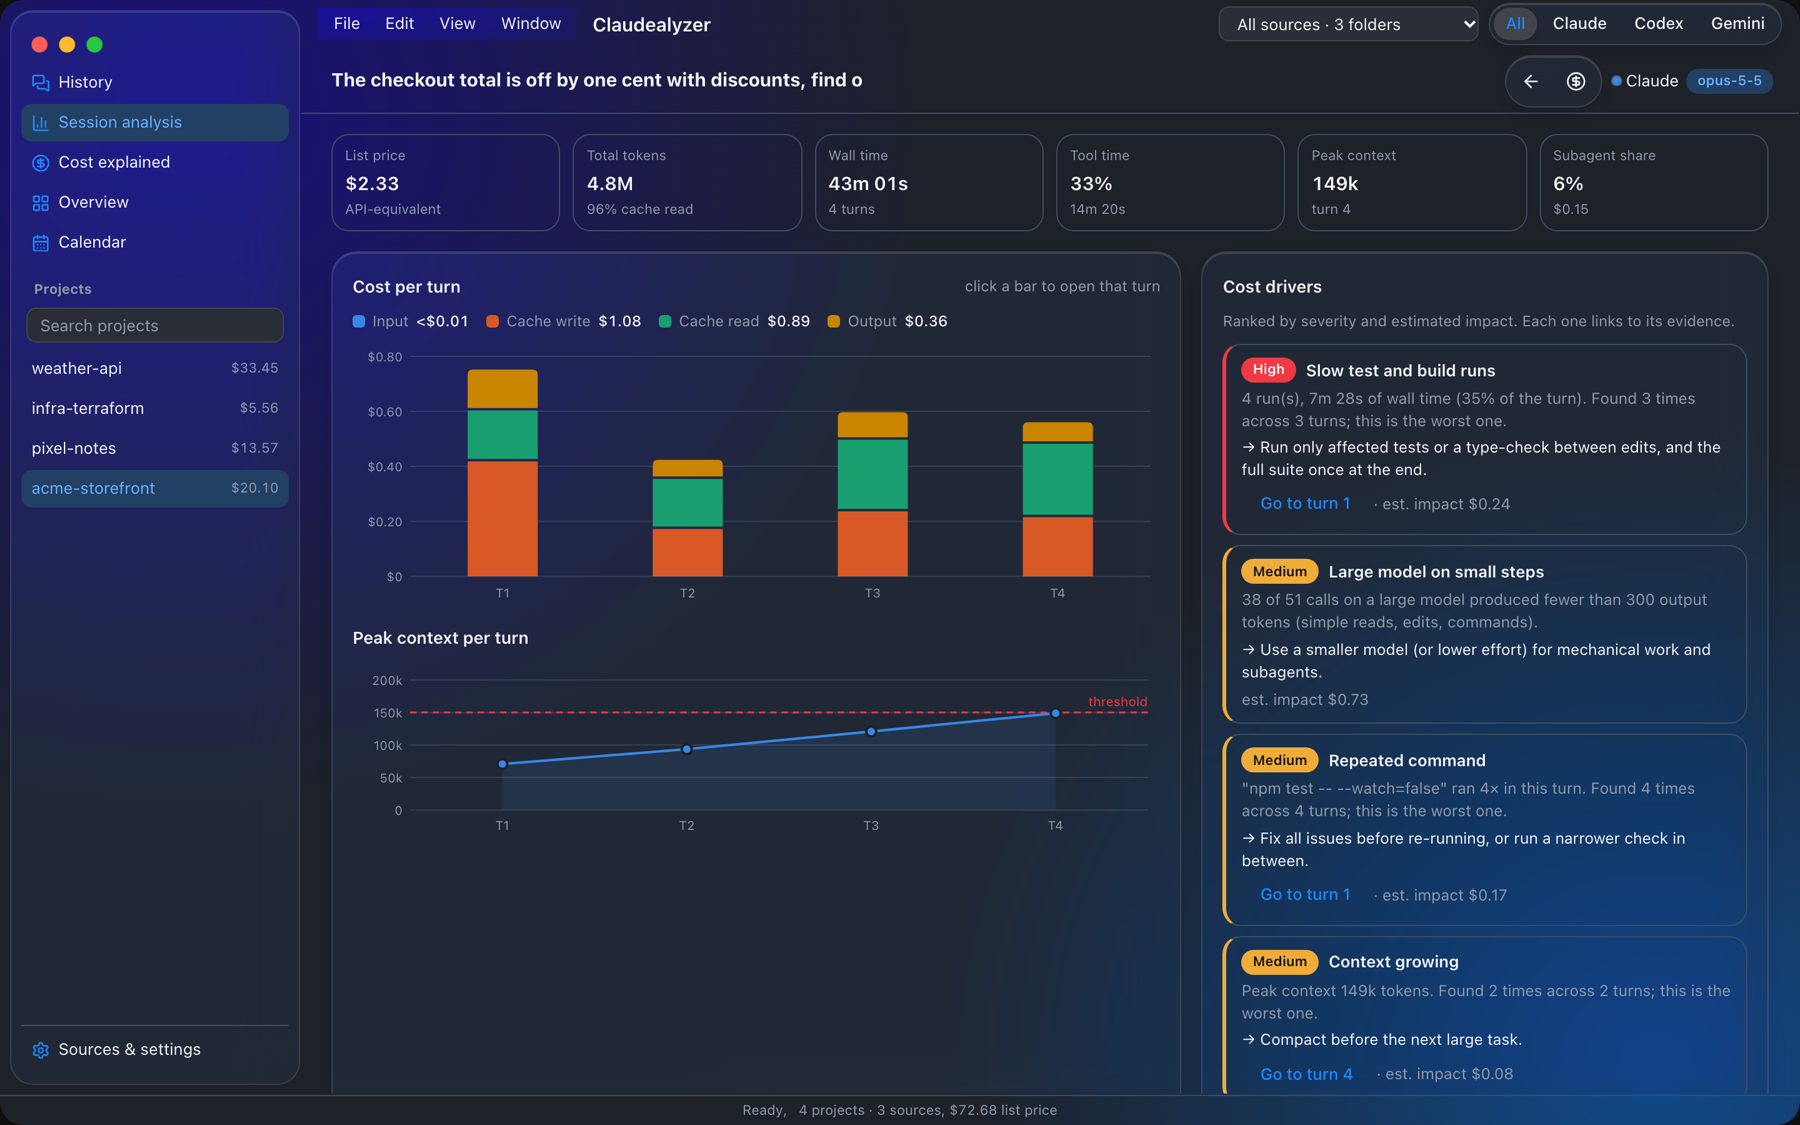 File Edit View Window Claudealyzer
All sources · 3 folders
All Claude Codex Gemini
History
Session analysis
Cost explained
Overview
Calendar
Projects
Search projects
weather-api $33.45
infra-terraform $5.56
pixel-notes $13.57
acme-storefront $20.10
Sources & settings
The checkout total is off by one cent with discounts, find o
Claude opus-5-5
List price
$2.33
API-equivalent
Total tokens
4.8M
96% cache read
Wall time
43m 01s
4 turns
Tool time
33%
14m 20s
Peak context
149k
turn 4
Subagent share
6%
$0.15
Cost per turn click a bar to open that turn
Input <$0.01 Cache write $1.08 Cache read $0.89 Output $0.36
$0.80
$0.60
$0.40
$0.20
$0
T1 T2 T3 T4
Peak context per turn
200k
threshold
150k
100k
50k
0
T1 T2 T3 T4
Cost drivers
Ranked by severity and estimated impact. Each one links to its evidence.
High Slow test and build runs
4 run(s), 7m 28s of wall time (35% of the turn). Found 3 times
across 3 turns; this is the worst one.
→ Run only affected tests or a type-check between edits, and the
full suite once at the end.
Go to turn 1 · est. impact $0.24
Medium Large model on small steps
38 of 51 calls on a large model produced fewer than 300 output
tokens (simple reads, edits, commands).
→ Use a smaller model (or lower effort) for mechanical work and
subagents.
est. impact $0.73
Medium Repeated command
"npm test -- --watch=false" ran 4× in this turn. Found 4 times
across 4 turns; this is the worst one.
→ Fix all issues before re-running, or run a narrower check in
between.
Go to turn 1 · est. impact $0.17
Medium Context growing
Peak context 149k tokens. Found 2 times across 2 turns; this is the
worst one.
→ Compact before the next large task.
Go to turn 4 · est. impact $0.08
Ready, 4 projects · 3 sources, $72.68 list price